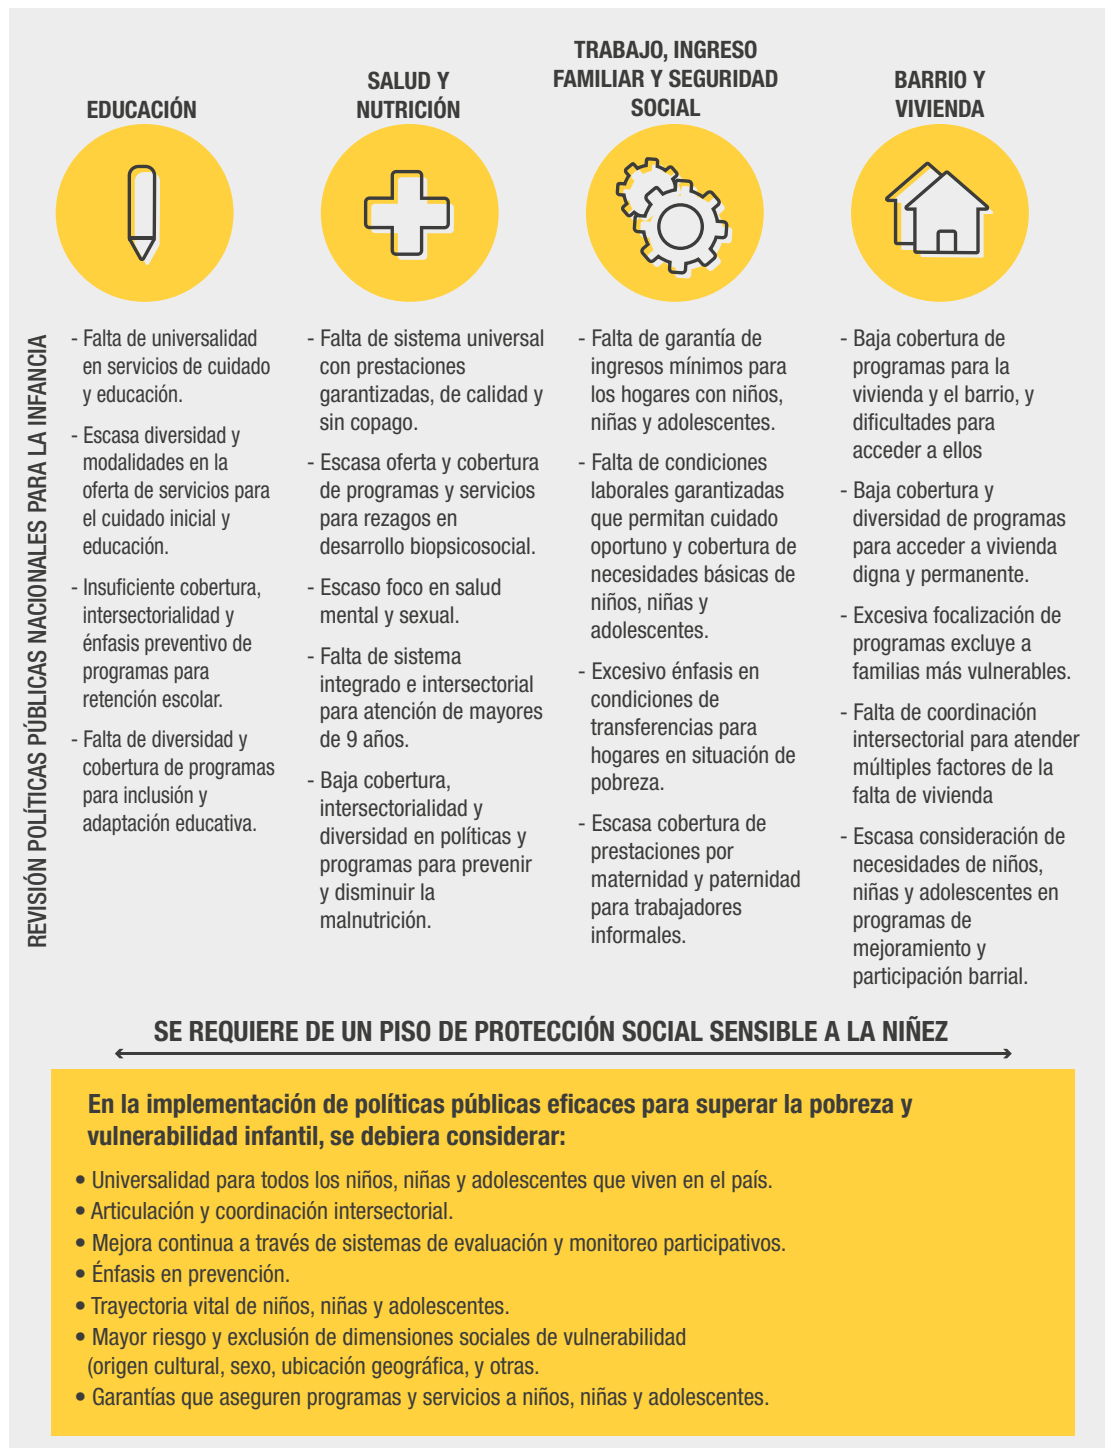 EDUCACIÓN
SALUD Y
NUTRICIÓN
TRABAJO, INGRESO
FAMILIAR Y SEGURIDAD
SOCIAL
BARRIO Y
VIVIENDA
REVISIÓN POLÍTICAS PÚBLICAS NACIONALES PARA LA INFANCIA
- Falta de universalidad
en servicios de cuidado
y educación.
- Escasa diversidad y
modalidades en la
oferta de servicios para
el cuidado inicial y
educación.
- Insuficiente cobertura,
intersectorialidad y
énfasis preventivo de
programas para
retención escolar.
- Falta de diversidad y
cobertura de programas
para inclusión y
adaptación educativa.
- Falta de sistema universal
con prestaciones
garantizadas, de calidad y
sin copago.
- Escasa oferta y cobertura
de programas y servicios
para rezagos en
desarrollo biopsicosocial.
- Escaso foco en salud
mental y sexual.
- Falta de sistema
integrado e intersectorial
para atención de mayores
de 9 años.
- Baja cobertura,
intersectorialidad y
diversidad en políticas y
programas para prevenir
y disminuir la
malnutrición.
- Falta de garantía de
ingresos mínimos para
los hogares con niños,
niñas y adolescentes.
- Falta de condiciones
laborales garantizadas
que permitan cuidado
oportuno y cobertura de
necesidades básicas de
niños, niñas y
adolescentes.
- Excesivo énfasis en
condiciones de
transferencias para
hogares en situación de
pobreza.
- Escasa cobertura de
prestaciones por
maternidad y paternidad
para trabajadores
informales.
- Baja cobertura de
programas para la
vivienda y el barrio, y
dificultades para
acceder a ellos
- Baja cobertura y
diversidad de programas
para acceder a vivienda
digna y permanente.
- Excesiva focalización de
programas excluye a
familias más vulnerables.
- Falta de coordinación
intersectorial para atender
múltiples factores de la
falta de vivienda
- Escasa consideración de
necesidades de niños,
niñas y adolescentes en
programas de
mejoramiento y
participación barrial.
SE REQUIERE DE UN PISO DE PROTECCIÓN SOCIAL SENSIBLE A LA NIÑEZ
En la implementación de políticas públicas eficaces para superar la pobreza y
vulnerabilidad infantil, se debiera considerar:
• Universalidad para todos los niños, niñas y adolescentes que viven en el país.
• Articulación y coordinación intersectorial.
• Mejora continua a través de sistemas de evaluación y monitoreo participativos.
• Énfasis en prevención.
• Trayectoria vital de niños, niñas y adolescentes.
• Mayor riesgo y exclusión de dimensiones sociales de vulnerabilidad
(origen cultural, sexo, ubicación geográfica, y otras.
• Garantías que aseguren programas y servicios a niños, niñas y adolescentes.